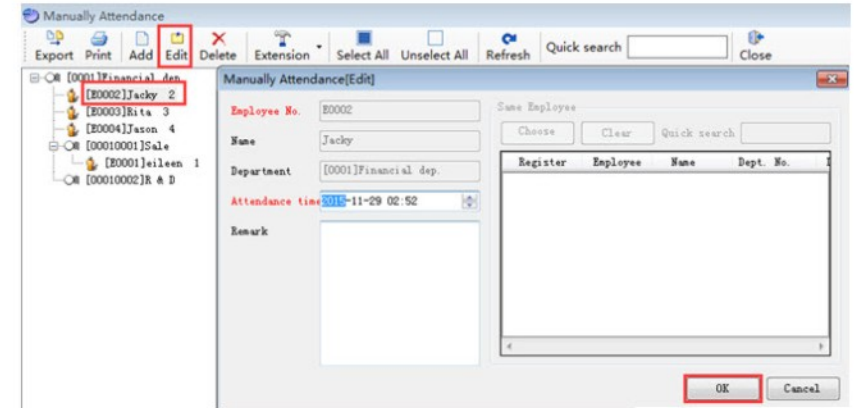 Manually Attendance
Export Print Add Edit Delete Extension Select All Unselect All Refresh Quick search Close
[0001]Financial dep
[E0002]Jacky 2
[E0003]Rita 3
[E0004]Jason 4
[00010001]Sale
[E0001]eileen 1
[00010002]R & D
Manually Attendance[Edit]
Employee No. E0002
Name Jacky
Department [0001]Financial dep.
Attendance time 2015-11-29 02:52
Remark
Same Employee
Choose Clear Quick search
Register Employee Name Dept. No.
OK Cancel